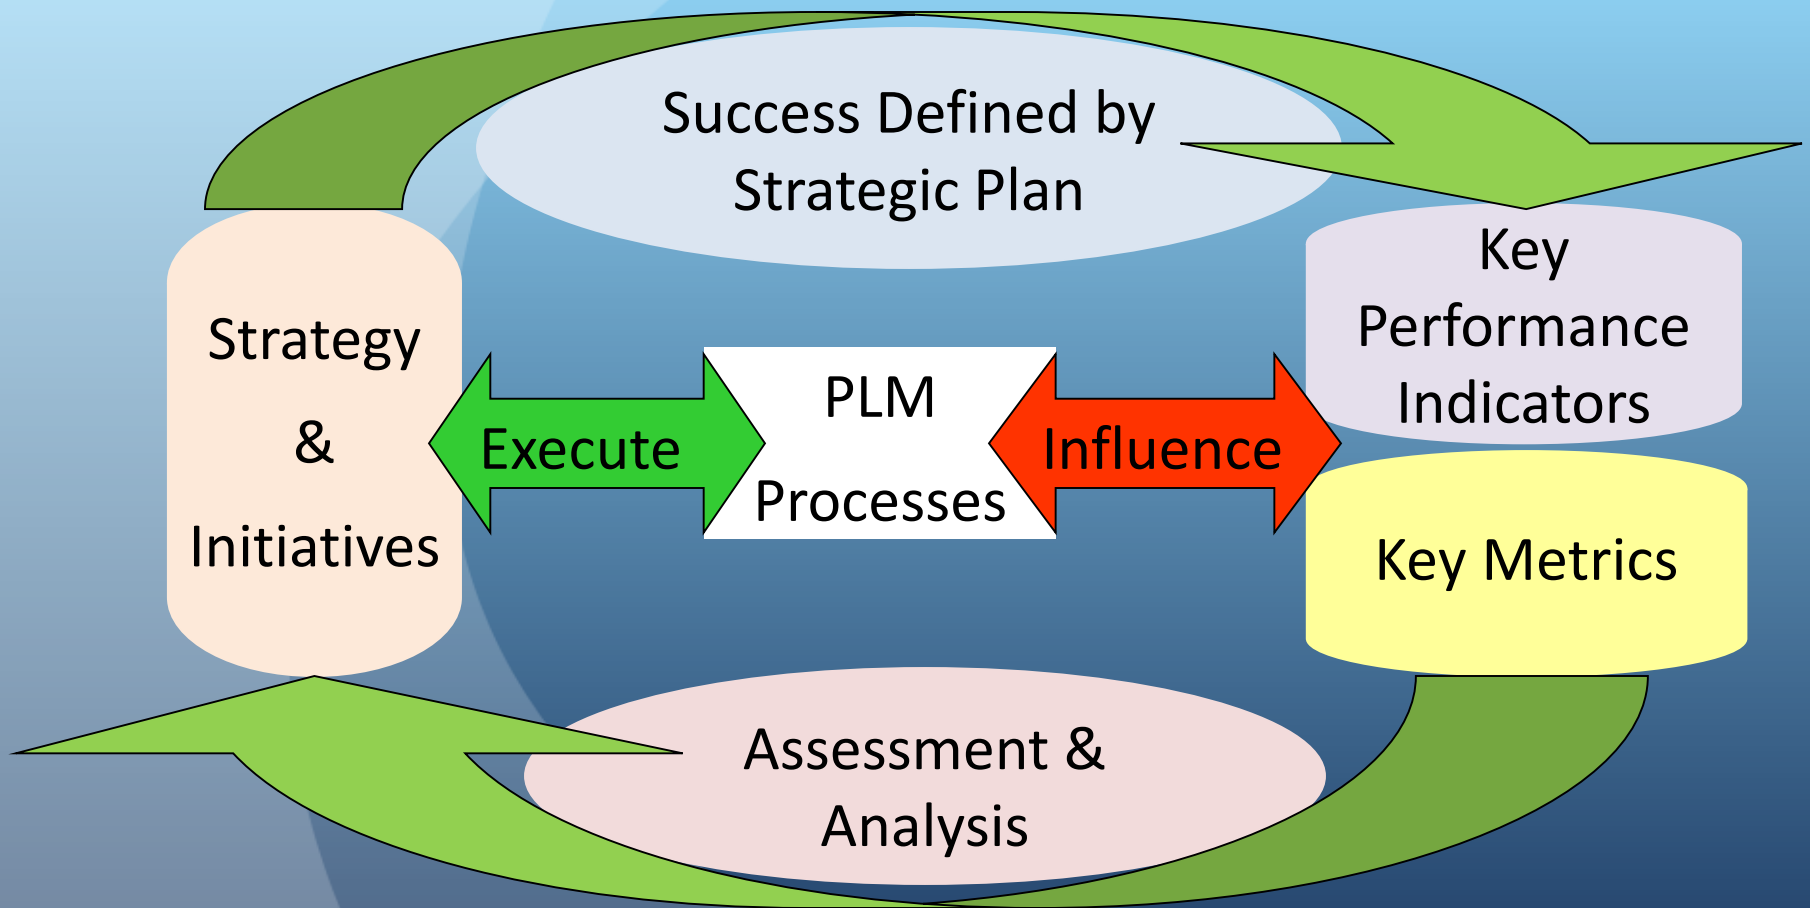 Success Defined by
Strategic Plan
Strategy
&
Initiatives
Execute
PLM
Processes
Influence
Key
Performance
Indicators
Key Metrics
Assessment &
Analysis